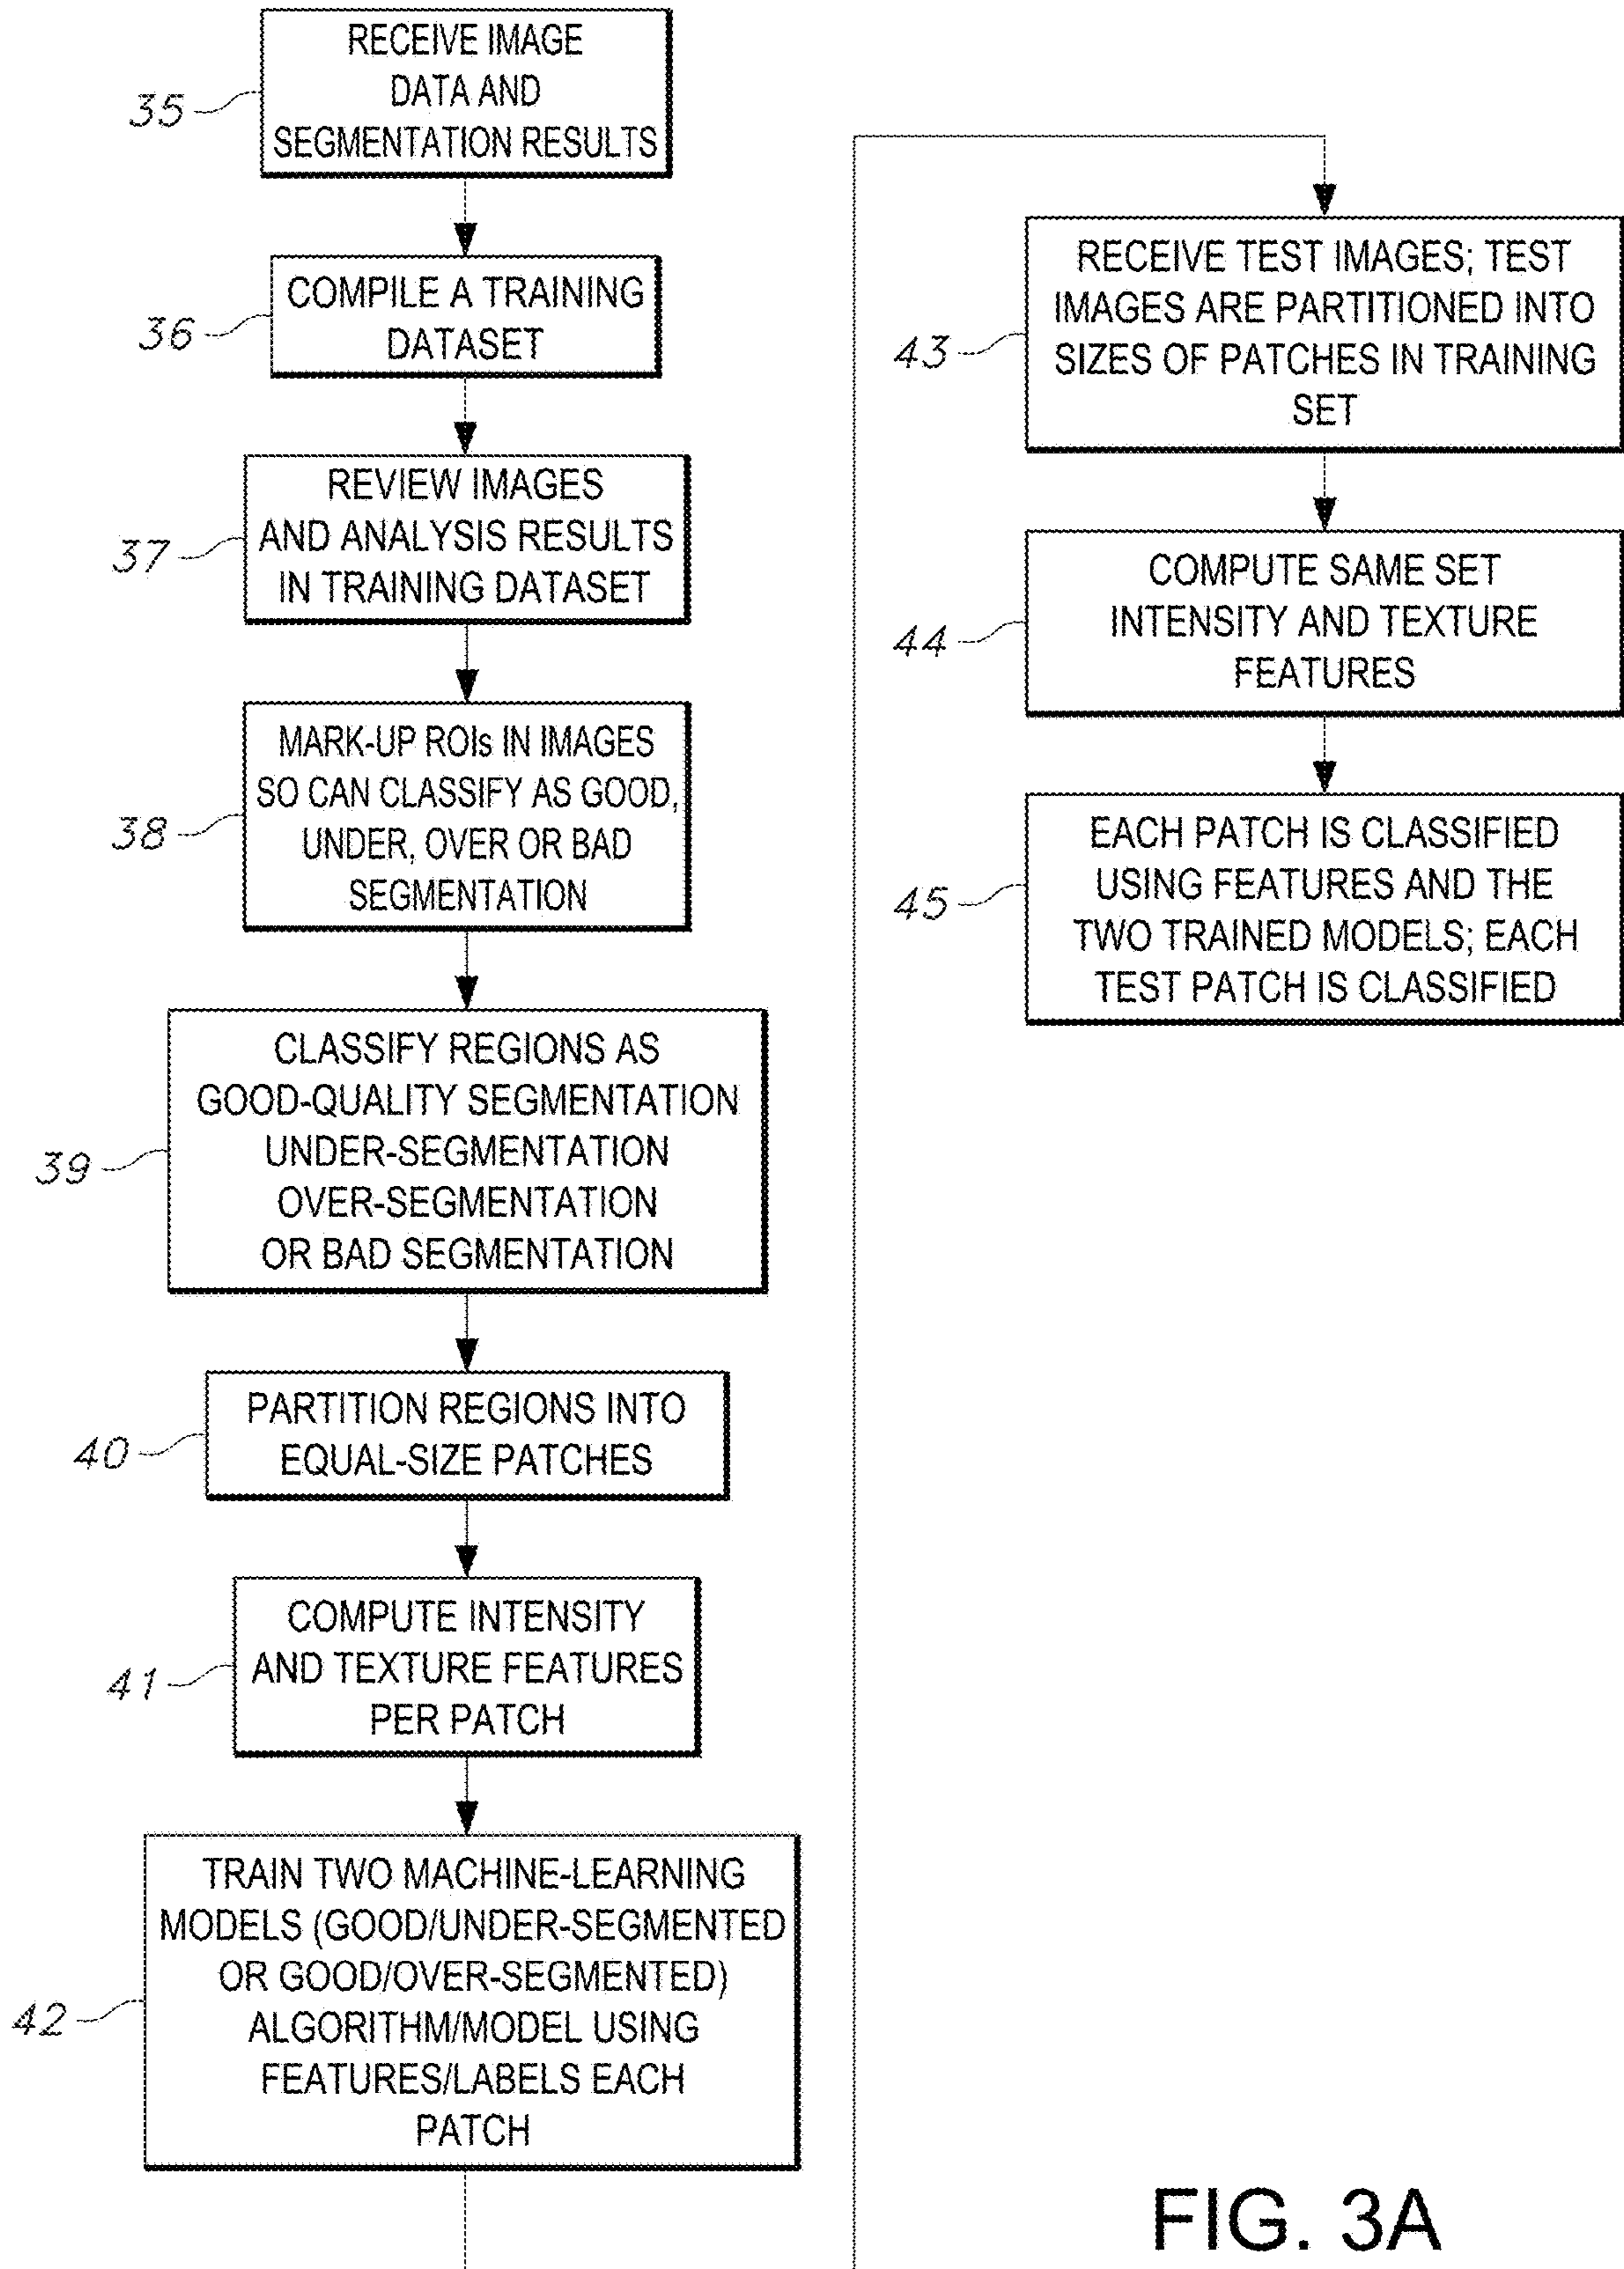 35
RECEIVE IMAGE
DATA AND
SEGMENTATION RESULTS
36
COMPILE A TRAINING
DATASET
37
REVIEW IMAGES
AND ANALYSIS RESULTS
IN TRAINING DATASET
38
MARK-UP ROIs IN IMAGES
SO CAN CLASSIFY AS GOOD,
UNDER, OVER OR BAD
SEGMENTATION
39
CLASSIFY REGIONS AS
GOOD-QUALITY SEGMENTATION
UNDER-SEGMENTATION
OVER-SEGMENTATION
OR BAD SEGMENTATION
40
PARTITION REGIONS INTO
EQUAL-SIZE PATCHES
41
COMPUTE INTENSITY
AND TEXTURE FEATURES
PER PATCH
42
TRAIN TWO MACHINE-LEARNING
MODELS (GOOD/UNDER-SEGMENTED
OR GOOD/OVER-SEGMENTED)
ALGORITHM/MODEL USING
FEATURES/LABELS EACH
PATCH
43
RECEIVE TEST IMAGES; TEST
IMAGES ARE PARTITIONED INTO
SIZES OF PATCHES IN TRAINING
SET
44
COMPUTE SAME SET
INTENSITY AND TEXTURE
FEATURES
45
EACH PATCH IS CLASSIFIED
USING FEATURES AND THE
TWO TRAINED MODELS; EACH
TEST PATCH IS CLASSIFIED
FIG. 3A